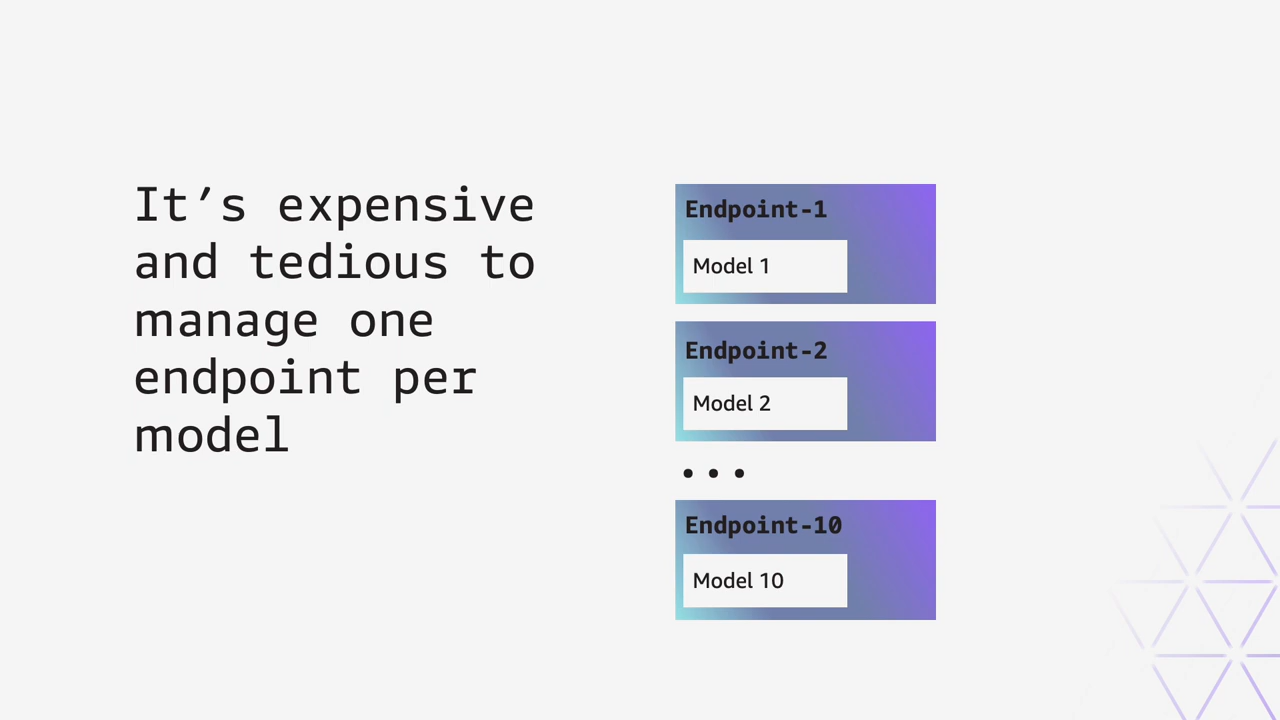 It’s expensive
and tedious to
manage one
endpoint per
model
Endpoint-1
Model 1
Endpoint-2
Model 2
...
Endpoint-10
Model 10